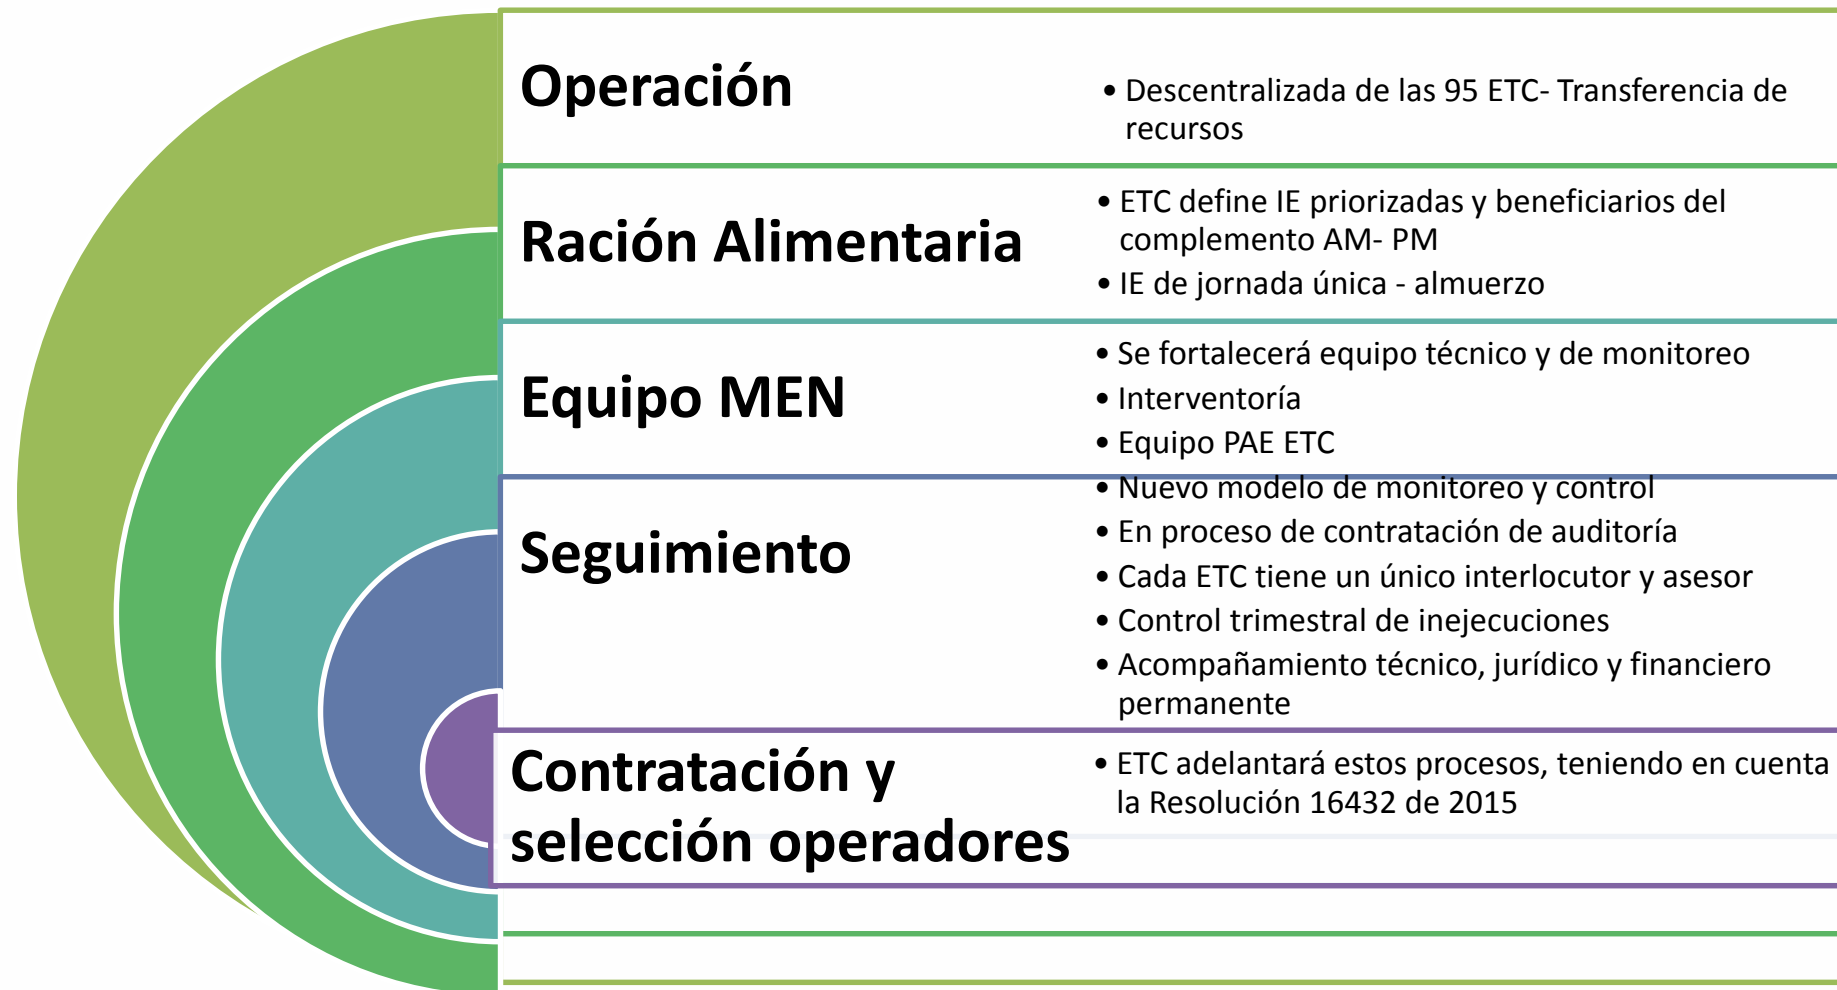 Operación
• Descentralizada de las 95 ETC- Transferencia de
recursos
Ración Alimentaria
• ETC define IE priorizadas y beneficiarios del
complemento AM- PM
• IE de jornada única - almuerzo
Equipo MEN
• Se fortalecerá equipo técnico y de monitoreo
• Interventoría
• Equipo PAE ETC
Seguimiento
• Nuevo modelo de monitoreo y control
• En proceso de contratación de auditoría
• Cada ETC tiene un único interlocutor y asesor
• Control trimestral de inejecuciones
• Acompañamiento técnico, jurídico y financiero
permanente
Contratación y
selección operadores
• ETC adelantará estos procesos, teniendo en cuenta
la Resolución 16432 de 2015